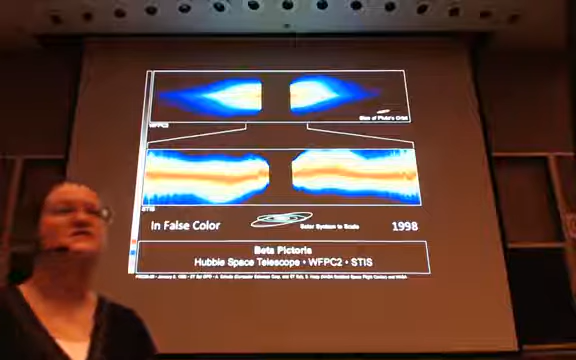 Size of Pluto's Orbit
WFPC2
STIS
In False Color
Solar System to Scale
1998
Beta Pictoris
Hubble Space Telescope • WFPC2 • STIS